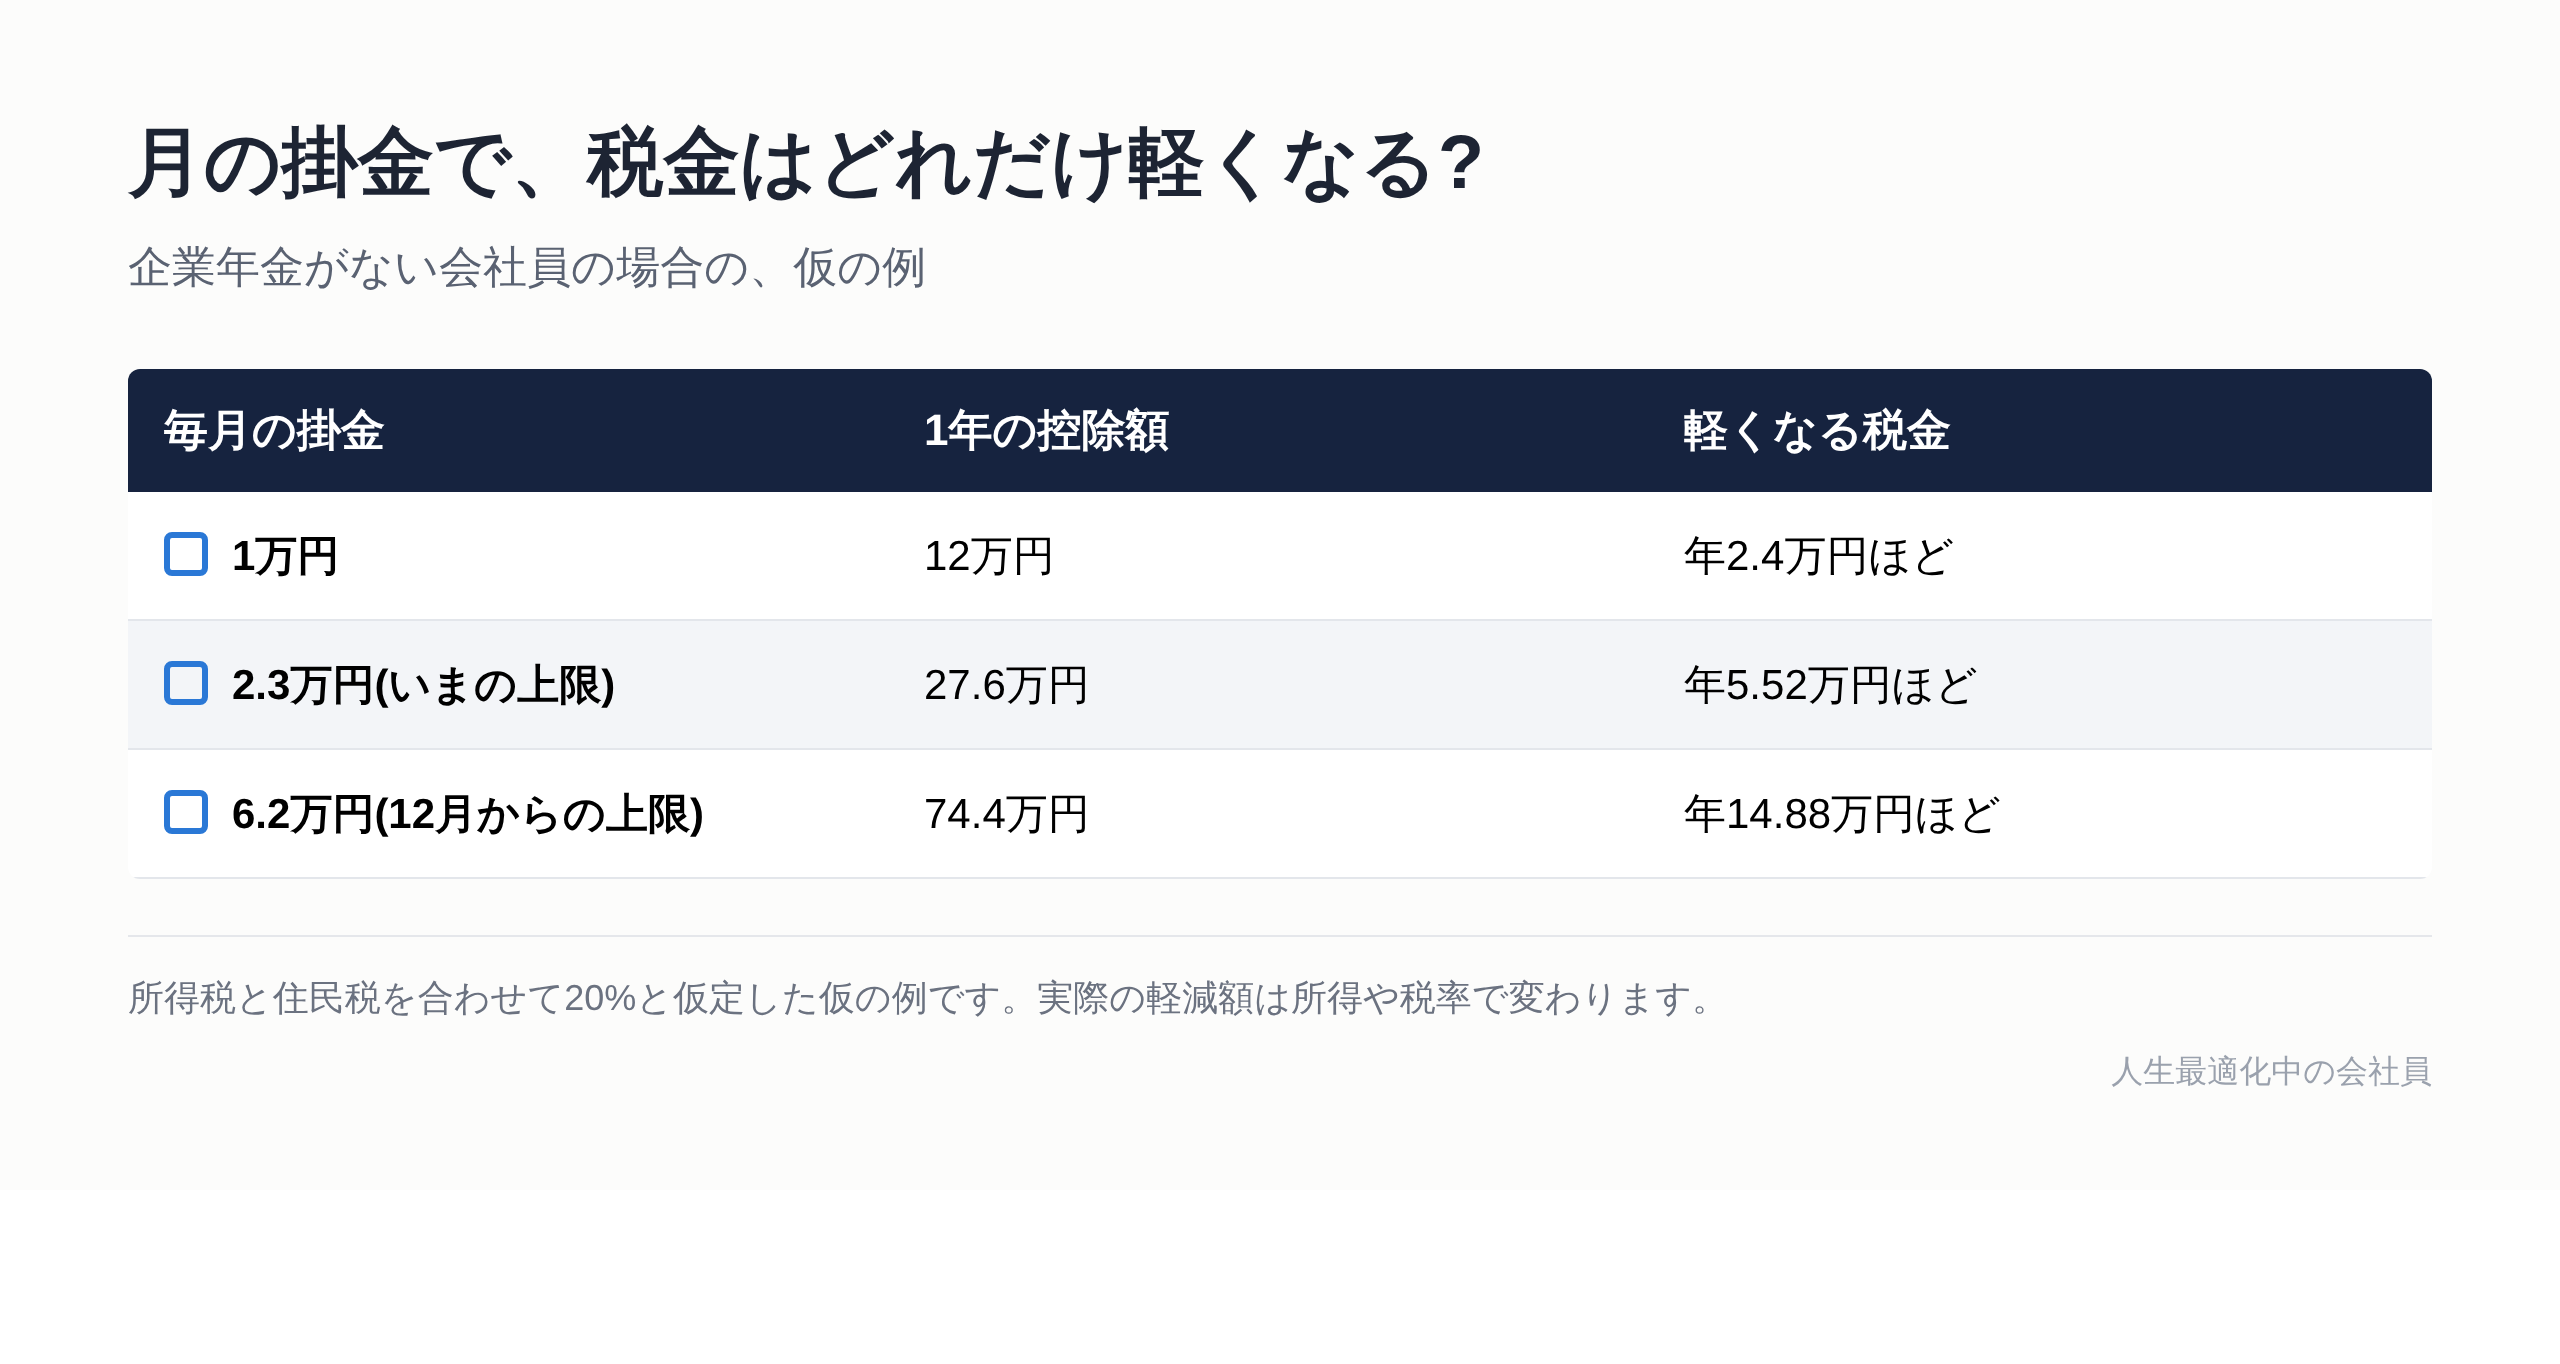 月の掛金で、税金はどれだけ軽くなる?
企業年金がない会社員の場合の、仮の例
毎月の掛金 1年の控除額 軽くなる税金
1万円 12万円 年2.4万円ほど
2.3万円(いまの上限) 27.6万円 年5.52万円ほど
6.2万円(12月からの上限) 74.4万円 年14.88万円ほど
所得税と住民税を合わせて20%と仮定した仮の例です。実際の軽減額は所得や税率で変わります。
人生最適化中の会社員